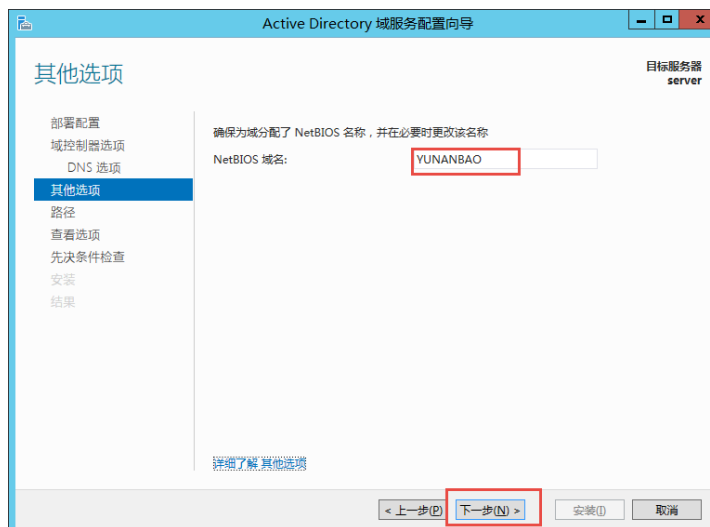 Active Directory 域服务配置向导
其他选项
目标服务器
server
部署配置
域控制器选项
DNS 选项
其他选项
路径
查看选项
先决条件检查
安装
结果
确保为域分配了 NetBIOS 名称，并在必要时更改该名称
NetBIOS 域名: YUNANBAO
详细了解 其他选项
< 上一步(P) 下一步(N) > 安装(I) 取消